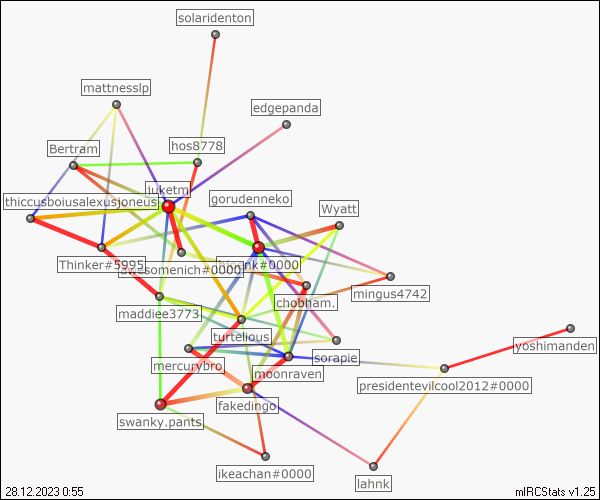 solaridenton
mattnesslp
edgepanda
Bertram
hos8778
juketm
thiccusboiusalexusjoneus
gorudenneko
Wyatt
Thinker#5995
awesomenich#0000
#0000
mingus4742
chobham.
maddiee3773
turtelious
sorapie
yoshimanden
mercurybro
moonraven
presidentevilcool2012#0000
swanky.pants
fakedingo
ikeachan#0000
lahnk
28.12.2023 0:55
mIRCStats v1.25